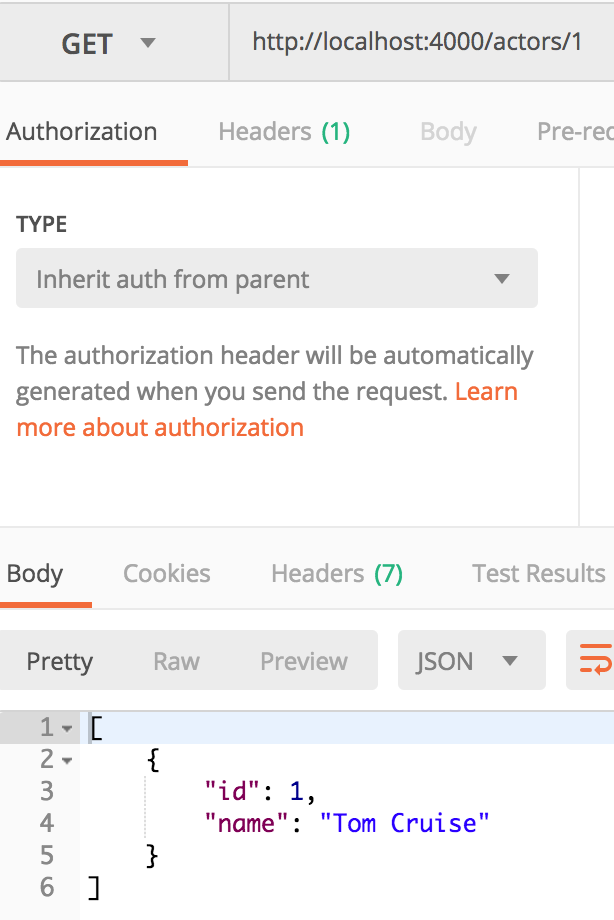 GET http://localhost:4000/actors/1
Authorization Headers (1) Body Pre-rec
TYPE
Inherit auth from parent
The authorization header will be automatically
generated when you send the request. Learn
more about authorization
Body Cookies Headers (7) Test Results
Pretty Raw Preview JSON
1 [
2 {
3 "id": 1,
4 "name": "Tom Cruise"
5 }
6 ]